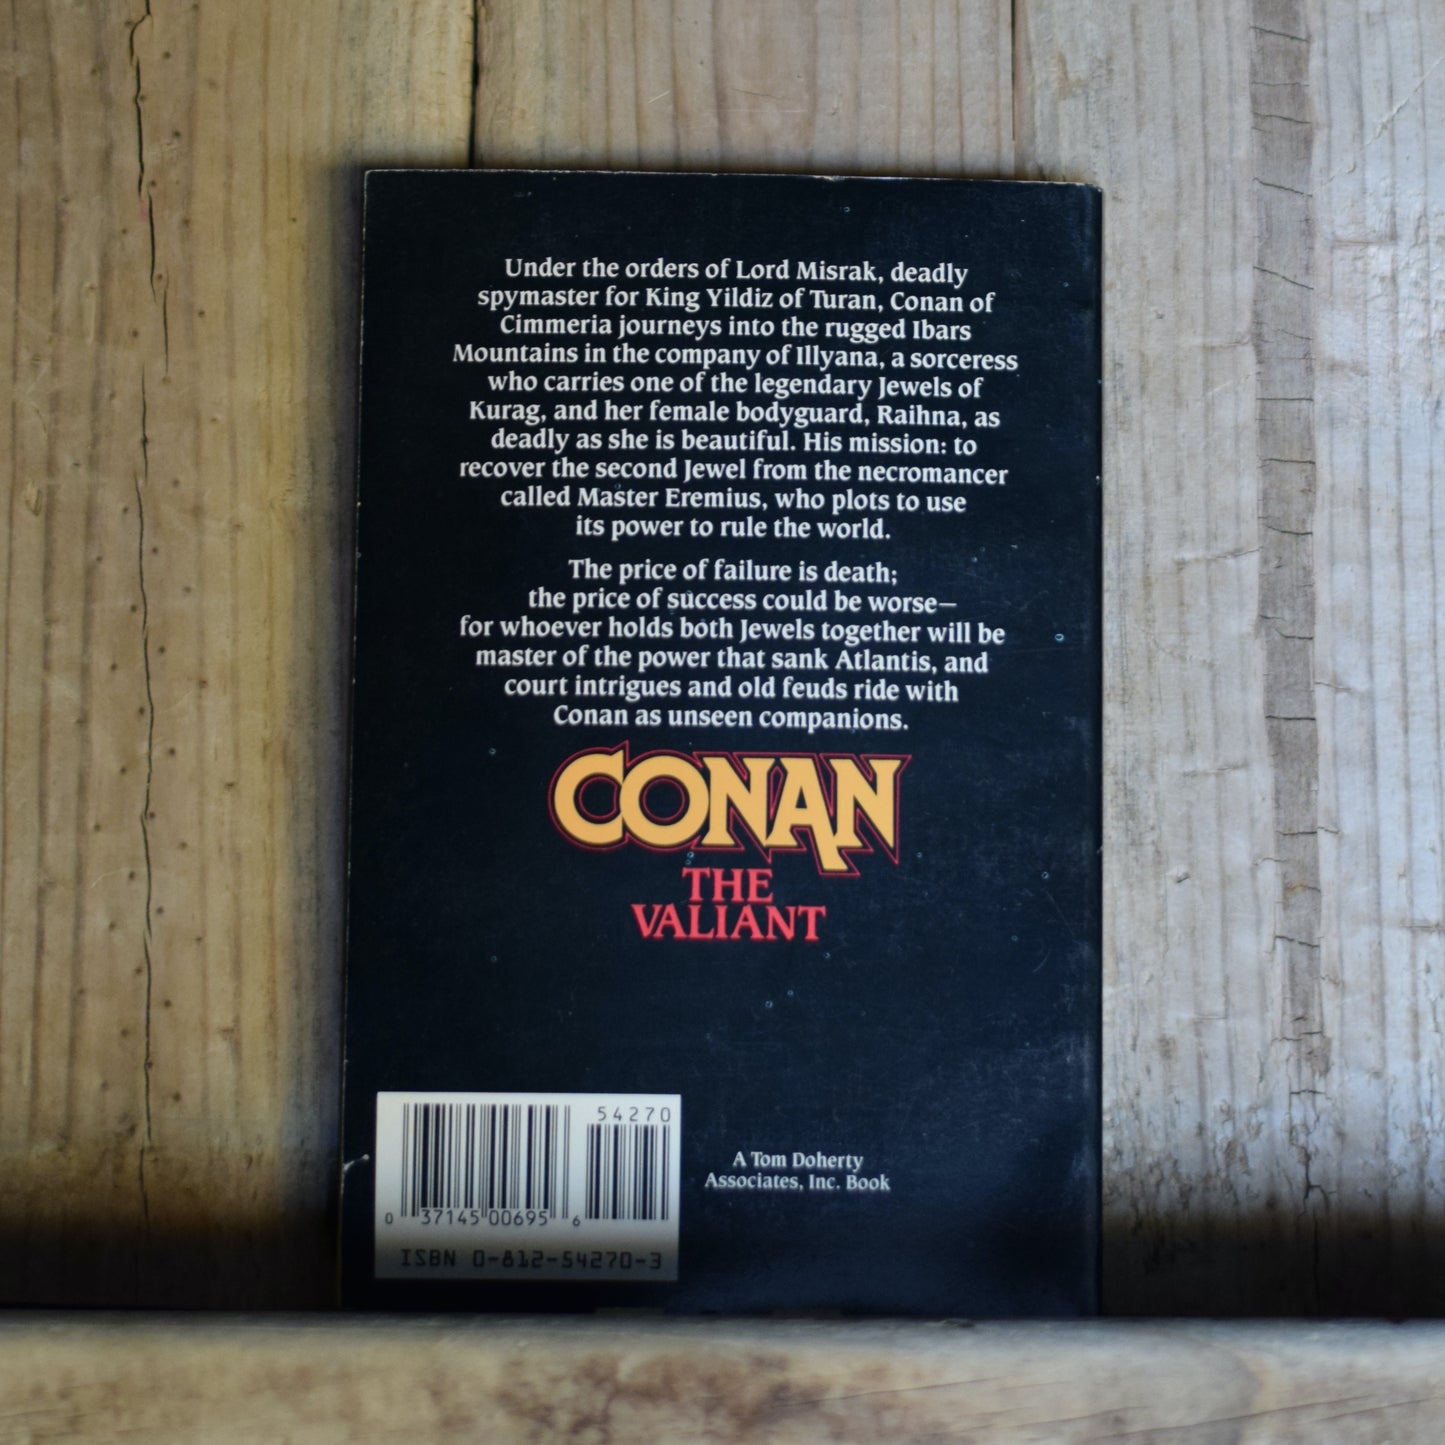 Under the orders of Lord Misrak, deadly
spymaster for King Yildiz of Turan, Conan of
Cimmeria journeys into the rugged Ibars
Mountains in the company of Illyana, a sorceress
who carries one of the legendary Jewels of
Kurag, and her female bodyguard, Raihna, as
deadly as she is beautiful. His mission: to
recover the second Jewel from the necromancer
called Master Eremius, who plots to use
its power to rule the world.
The price of failure is death;
the price of success could be worse—
for whoever holds both Jewels together will be
master of the power that sank Atlantis, and
court intrigues and old feuds ride with
Conan as unseen companions.
CONAN
THE
VALIANT
54270
0 37145 00695 6
ISBN 0-812-54270-3
A Tom Doherty
Associates, Inc. Book